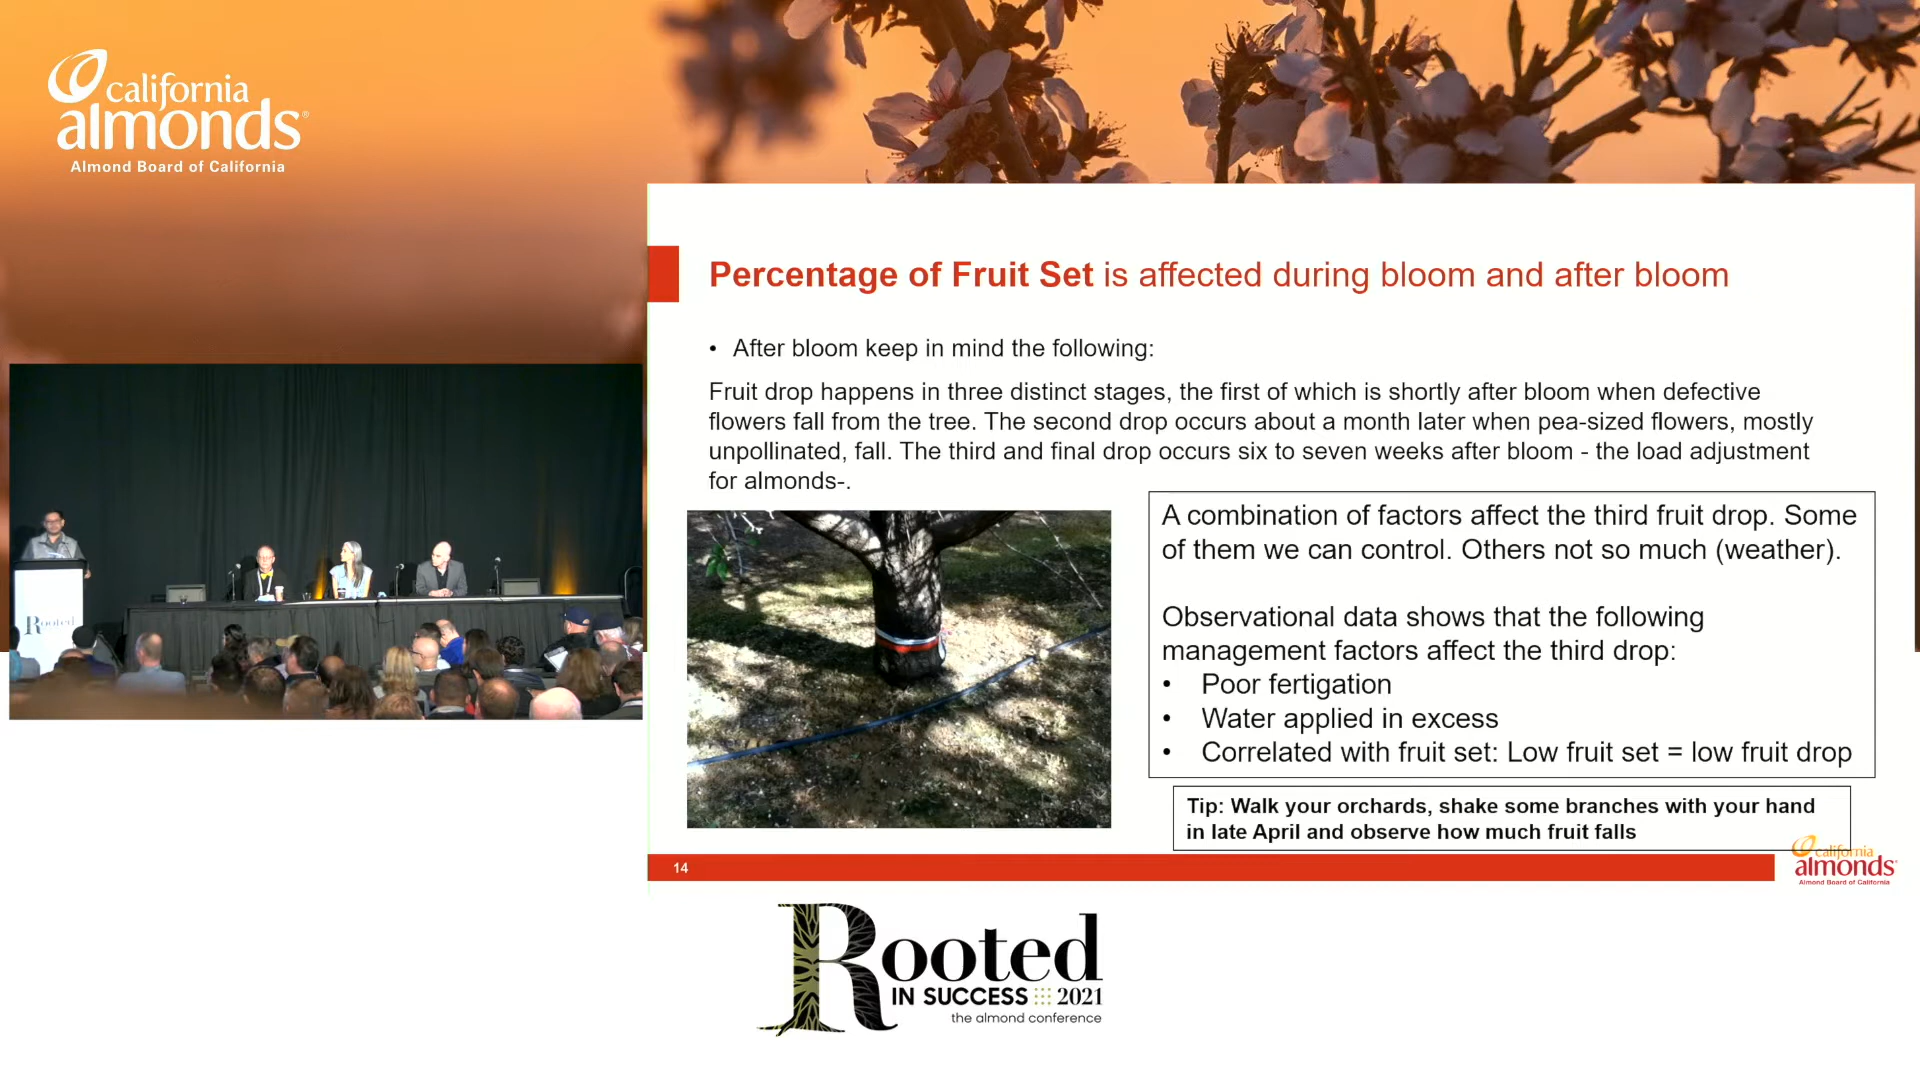 california
almonds®
Almond Board of California
Percentage of Fruit Set is affected during bloom and after bloom
• After bloom keep in mind the following:
Fruit drop happens in three distinct stages, the first of which is shortly after bloom when defective
flowers fall from the tree. The second drop occurs about a month later when pea-sized flowers, mostly
unpollinated, fall. The third and final drop occurs six to seven weeks after bloom - the load adjustment
for almonds-.
A combination of factors affect the third fruit drop. Some
of them we can control. Others not so much (weather).
Observational data shows that the following
management factors affect the third drop:
• Poor fertigation
• Water applied in excess
• Correlated with fruit set: Low fruit set = low fruit drop
Tip: Walk your orchards, shake some branches with your hand
in late April and observe how much fruit falls
14
california
almonds
Almond Board of California
Rooted
Rooted
IN SUCCESS 2021
the almond conference